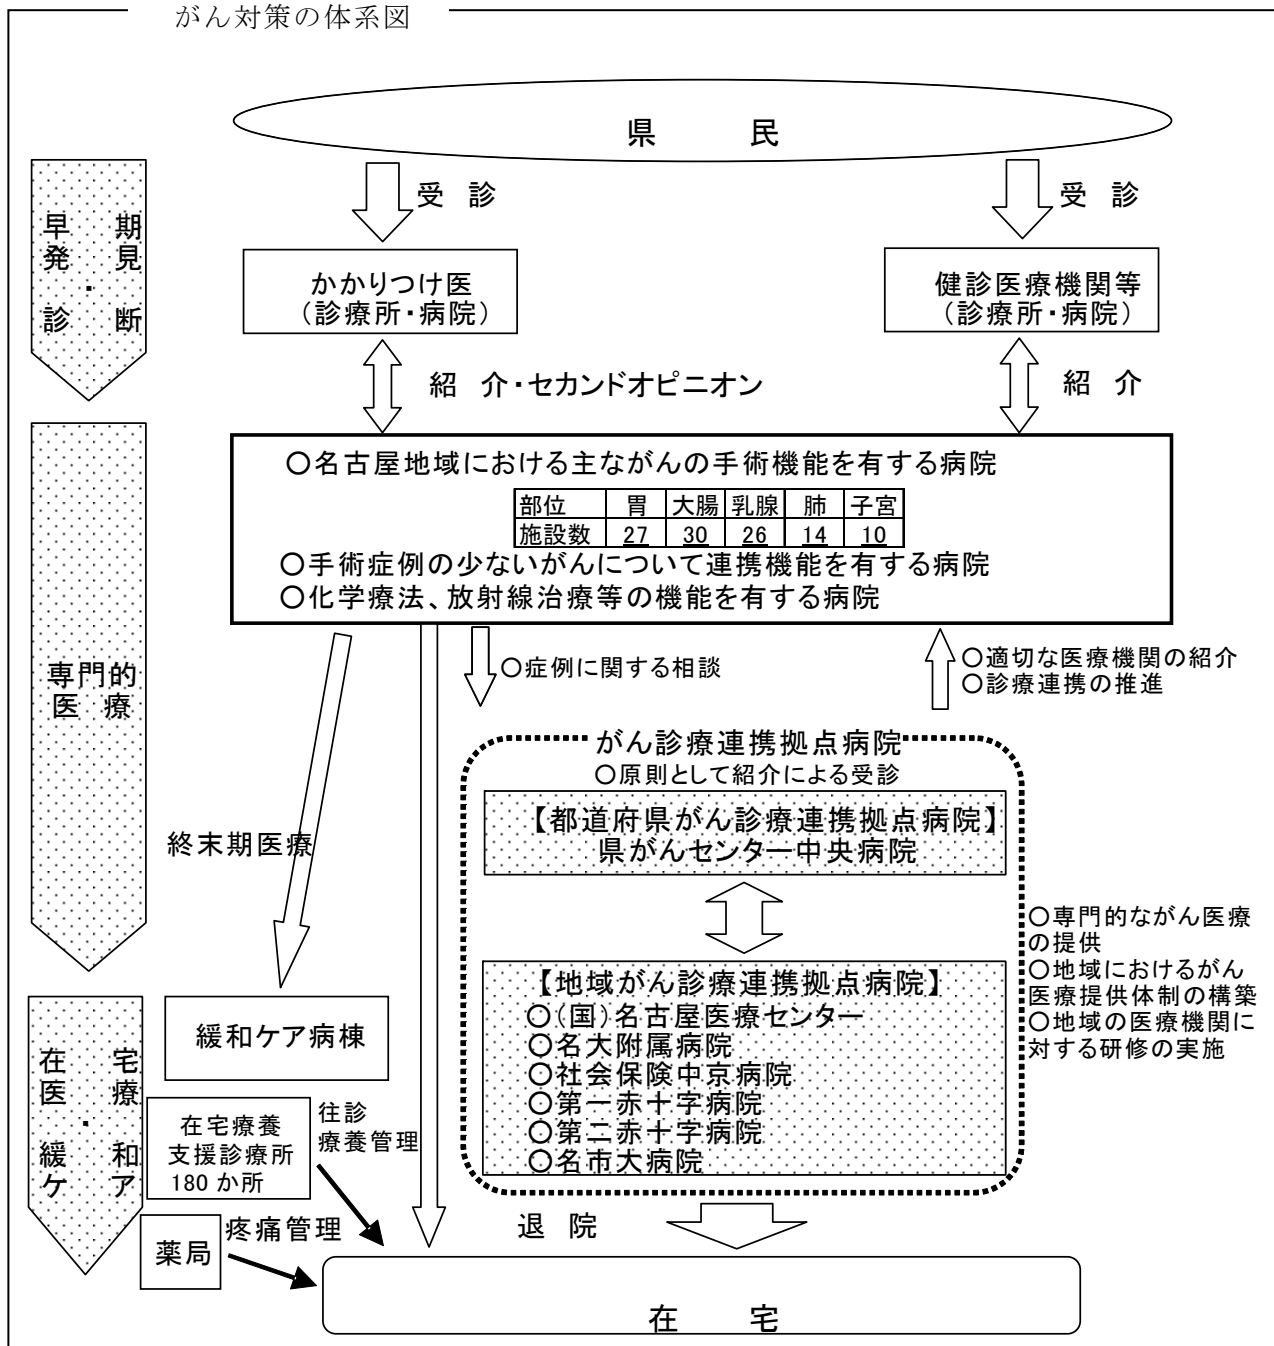 がん対策の体系図
県　民
受 診
受 診
早 期
発 見
・
診 断
かかりつけ医
（診療所・病院）
健診医療機関等
（診療所・病院）
紹 介・セカンドオピニオン
紹 介
○名古屋地域における主ながんの手術機能を有する病院
部位 胃 大腸 乳腺 肺 子宮
施設数 27 30 26 14 10
○手術症例の少ないがんについて連携機能を有する病院
○化学療法、放射線治療等の機能を有する病院
専門的
医 療
○症例に関する相談
○適切な医療機関の紹介
○診療連携の推進
がん診療連携拠点病院
○原則として紹介による受診
【都道府県がん診療連携拠点病院】
県がんセンター中央病院
終末期医療
○専門的ながん医療
の提供
○地域におけるがん
医療提供体制の構築
○地域の医療機関に
対する研修の実施
【地域がん診療連携拠点病院】
○（国）名古屋医療センター
○名大附属病院
○社会保険中京病院
○第一赤十字病院
○第二赤十字病院
○名市大病院
緩和ケア病棟
在 宅
医 療
・
緩 和
ケ ア
在宅療養
支援診療所
180 か所
往診
療養管理
薬局
疼痛管理
退 院
在　宅